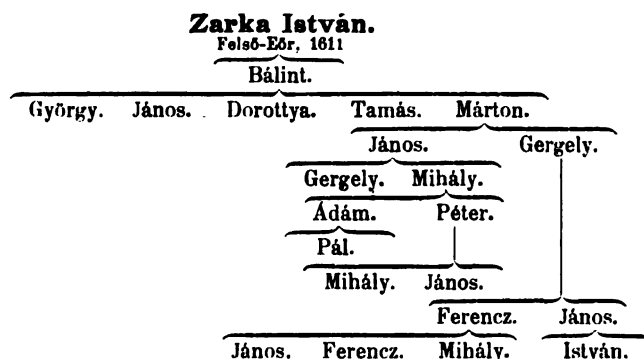 Zarka István.
Felső-Eőr, 1611
Bálint.
György. János. Dorottya. Tamás. Márton.
János. Gergely.
Gergely. Mihály.
Ádám. Péter.
Pál.
Mihály. János.
Ferencz. János.
János. Ferencz. Mihály. István.